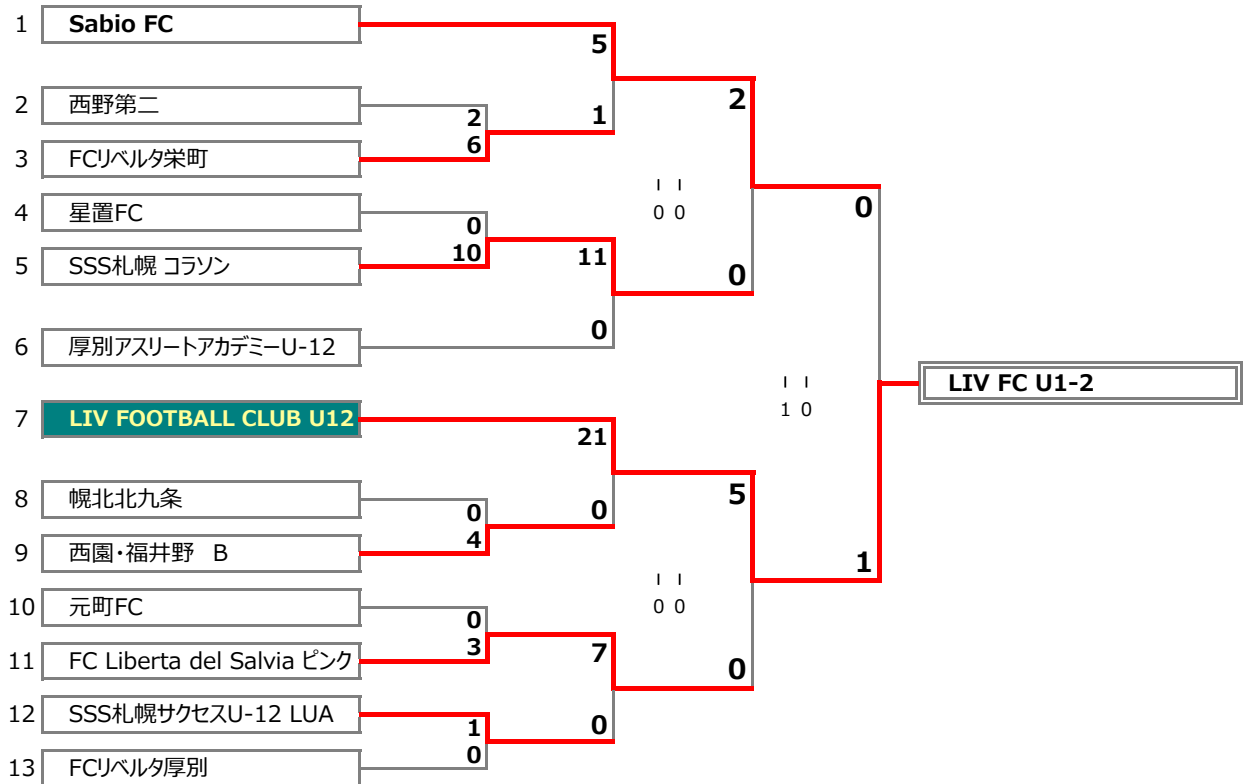 1 Sabio FC
5
2 西野第二
2
1
2
3 FCリベルタ栄町
6
4 星置FC
0
I I
0 0
0
5 SSS札幌 コラソン
10
11
0
6 厚別アスリートアカデミーU-12
0
LIV FC U1-2
I I
1 0
7 LIV FOOTBALL CLUB U12
21
8 幌北北九条
0
0
5
9 西園・福井野 B
4
1
10 元町FC
0
I I
0 0
11 FC Liberta del Salvia ピンク
3
7
0
12 SSS札幌サクセスU-12 LUA
1
0
13 FCリベルタ厚別
0